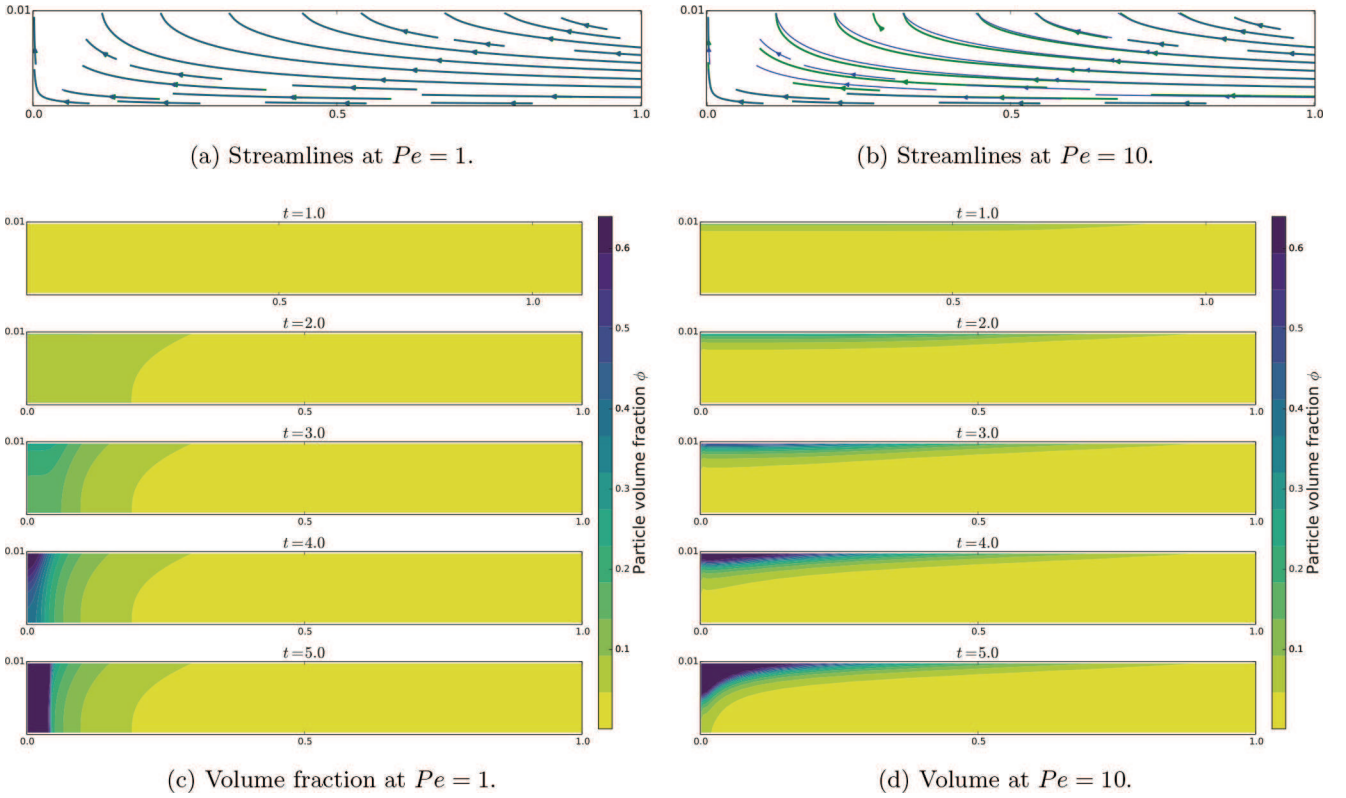 0.01
0.0 0.5 1.0
(a) Streamlines at Pe = 1.
0.01
0.0 0.5 1.0
(b) Streamlines at Pe = 10.
t=1.0
0.01
0.5 1.0
t=2.0
0.01
0.0 0.5 1.0
t=3.0
0.01
0.0 0.5 1.0
t=4.0
0.01
0.0 0.5 1.0
t=5.0
0.01
0.0 0.5 1.0
0.6
0.5
0.4
0.3
0.2
0.1
Particle volume fraction ϕ
(c) Volume fraction at Pe = 1.
t=1.0
0.01
0.5 1.0
t=2.0
0.01
0.0 0.5 1.0
t=3.0
0.01
0.0 0.5 1.0
t=4.0
0.01
0.0 0.5 1.0
t=5.0
0.01
0.0 0.5 1.0
0.6
0.5
0.4
0.3
0.2
0.1
Particle volume fraction ϕ
(d) Volume at Pe = 10.